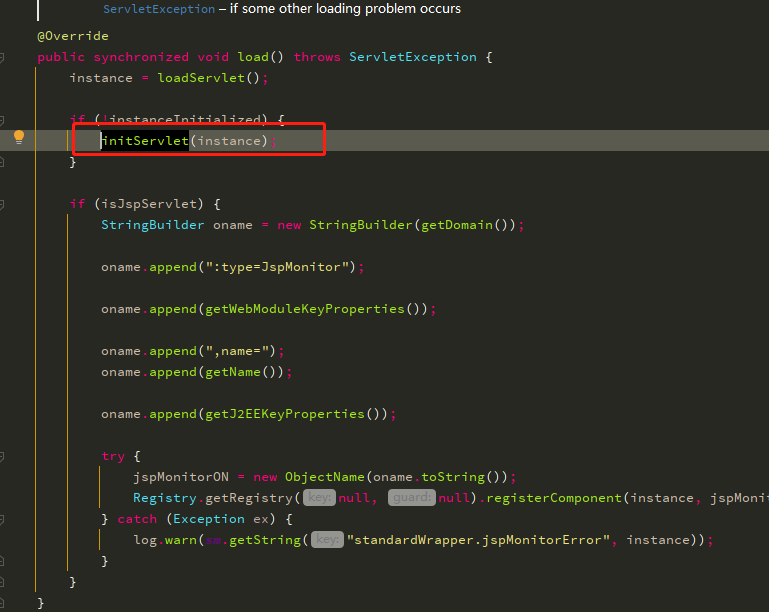 ServletException – if some other loading problem occurs
@Override
public synchronized void load() throws ServletException {
instance = loadServlet();
if (!instanceInitialized) {
initServlet(instance);
}
if (isJspServlet) {
StringBuilder oname = new StringBuilder(getDomain());
oname.append(":type=JspMonitor");
oname.append(getWebModuleKeyProperties());
oname.append(",name=");
oname.append(getName());
oname.append(getJ2EEKeyProperties());
try {
jspMonitorON = new ObjectName(oname.toString());
Registry.getRegistry( key: null, guard: null).registerComponent(instance, jspMonit
} catch (Exception ex) {
log.warn(sm.getString( key: "standardWrapper.jspMonitorError", instance));
}
}
}